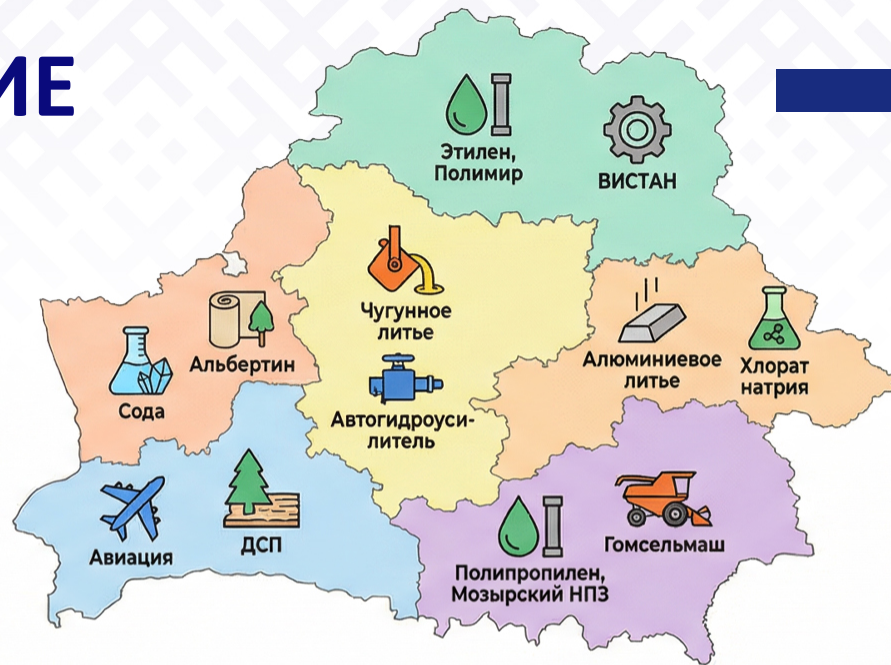 ИЕ
Этилен,
Полимир
ВИСТАН
Чугунное
литье
Автогидроуси-
литель
Альбертин
Сода
Алюминиевое
литье
Хлорат
натрия
Авиация
ДСП
Полипропилен,
Мозырский НПЗ
Гомсельмаш